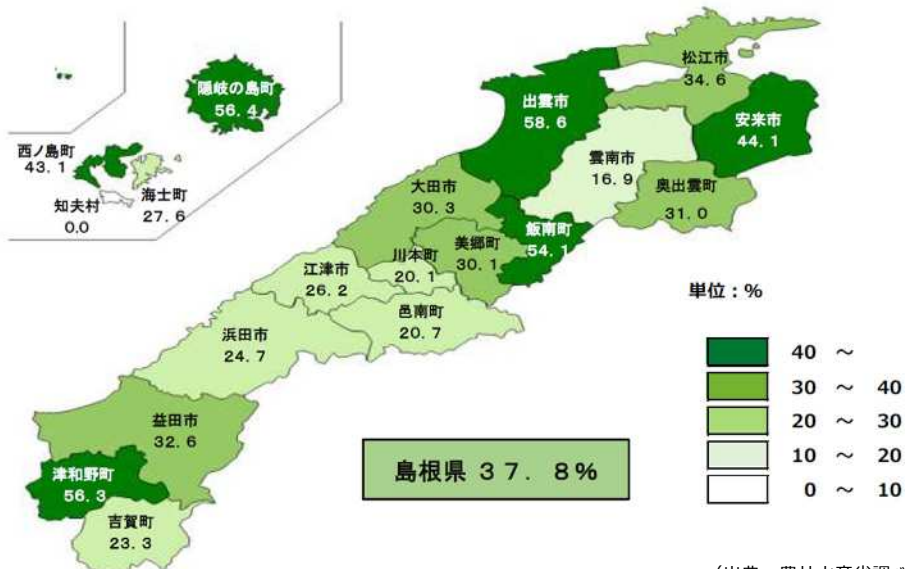 隠岐の島町
56.4
西ノ島町
43.1
知夫村
0.0
海士町
27.6
松江市
34.6
出雲市
58.6
安来市
44.1
雲南市
16.9
奥出雲町
31.0
大田市
30.3
飯南町
54.1
美郷町
30.1
川本町
20.1
江津市
26.2
邑南町
20.7
浜田市
24.7
益田市
32.6
津和野町
56.3
吉賀町
23.3
島根県 37.8%
単位:%
40 ~
30 ~ 40
20 ~ 30
10 ~ 20
0 ~ 10